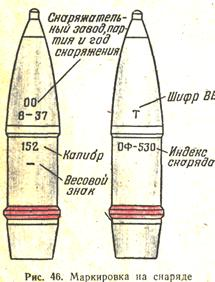 Снаряжатель-
ный завод, пар-
тия и год
снаряжения
00
8-37
Шифр ВВ
Т
152
Калибр
Весовой
знак
ОФ-530
Индекс
снаряда
Рис. 46. Маркировка на снаряде